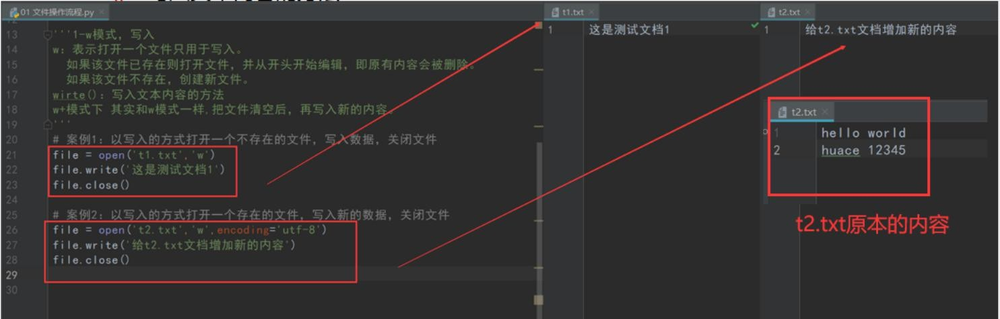 01 文件操作流程.py
13 '''1-w模式，写入
14 w：表示打开一个文件只用于写入。
15 如果该文件已存在则打开文件，并从开头开始编辑，即原有内容会被删除。
16 如果该文件不存在，创建新文件。
17 wirte()：写入文本内容的方法
18 w+模式下 其实和w模式一样,把文件清空后，再写入新的内容。
19 '''
20 # 案例1：以写入的方式打开一个不存在的文件，写入数据，关闭文件
21 file = open('t1.txt','w')
22 file.write('这是测试文档1')
23 file.close()
24
25 # 案例2：以写入的方式打开一个存在的文件，写入新的数据，关闭文件
26 file = open('t2.txt','w',encoding='utf-8')
27 file.write('给t2.txt文档增加新的内容')
28 file.close()
29
30
t1.txt
1 这是测试文档1
t2.txt
1 给t2.txt文档增加新的内容
t2.txt
1 hello world
2 huace 12345
t2.txt原本的内容